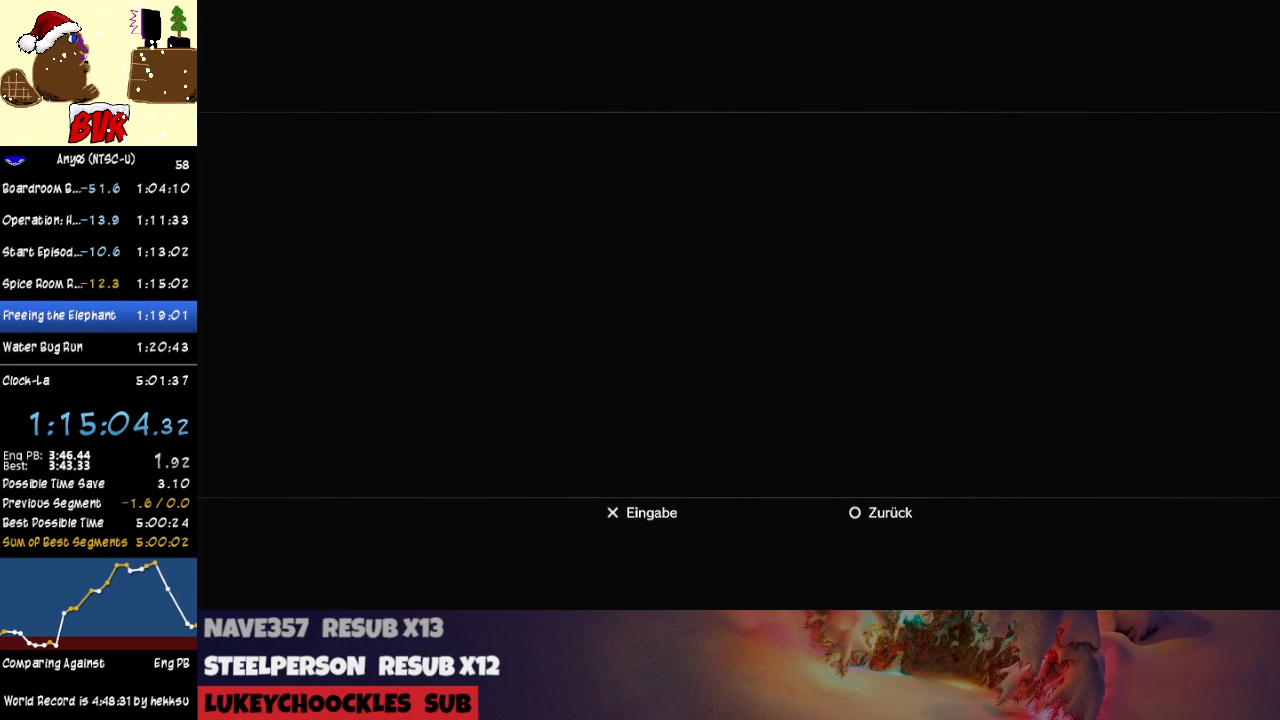 BVR
Any% (NTSC-U)
58
Boardroom B... -51.6 1:04:10
Operation: H... -13.9 1:11:33
Start Episod... -10.6 1:13:02
Spice Room R... -12.3 1:15:02
Freeing the Elephant 1:19:01
Water Bug Run 1:20:43
Clock-La 5:01:37
1:15:04.32
Eng PB: 3:46.44
Best: 3:43.33
1.92
Possible Time Save 3.10
Previous Segment -1.6 / 0.0
Best Possible Time 5:00:24
Sum of Best Segments 5:00:02
Comparing Against Eng PB
World Record is 4:48:31 by hekksu
X Eingabe O Zurück
NAVE357 RESUB X13
STEELPERSON RESUB X12
LUKEYCHOOCKLES SUB